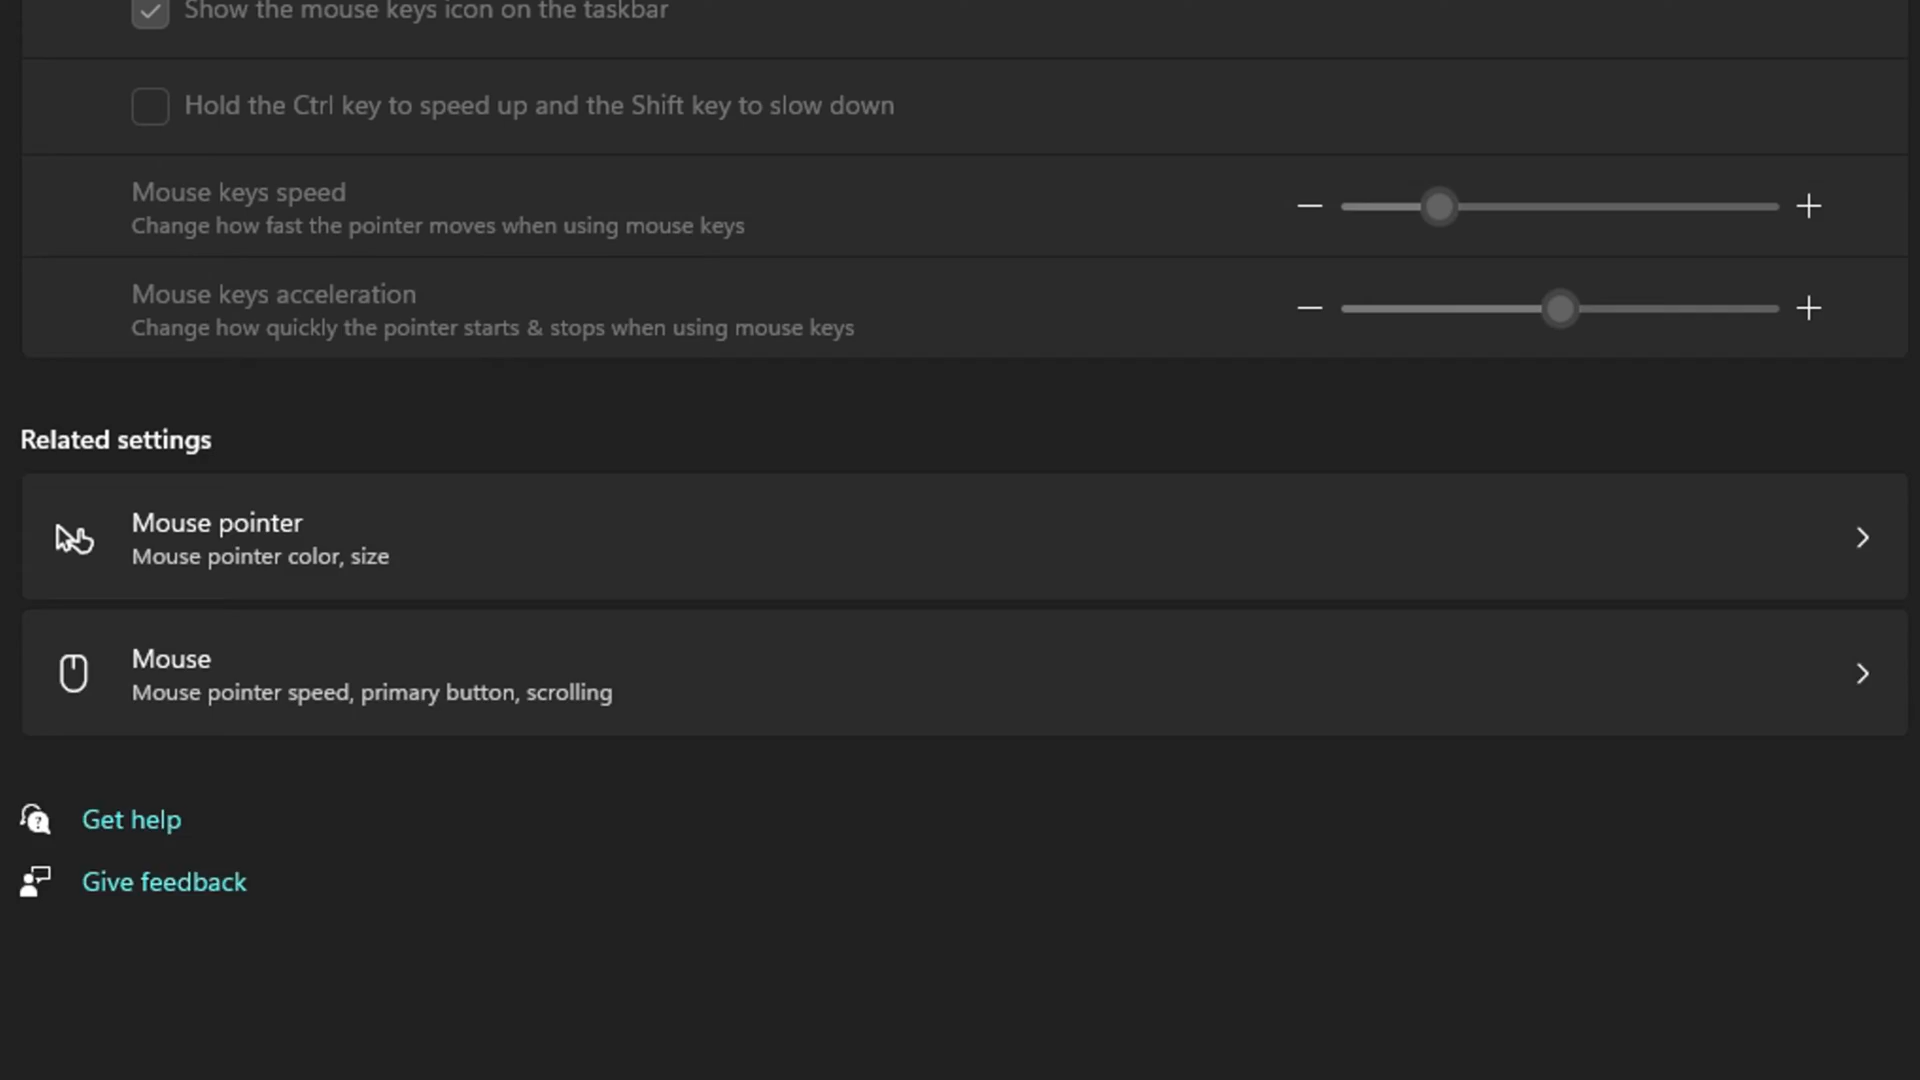 Show the mouse keys icon on the taskbar
Hold the Ctrl key to speed up and the Shift key to slow down
Mouse keys speed
Change how fast the pointer moves when using mouse keys
Mouse keys acceleration
Change how quickly the pointer starts & stops when using mouse keys
Related settings
Mouse pointer
Mouse pointer color, size
Mouse
Mouse pointer speed, primary button, scrolling
Get help
Give feedback